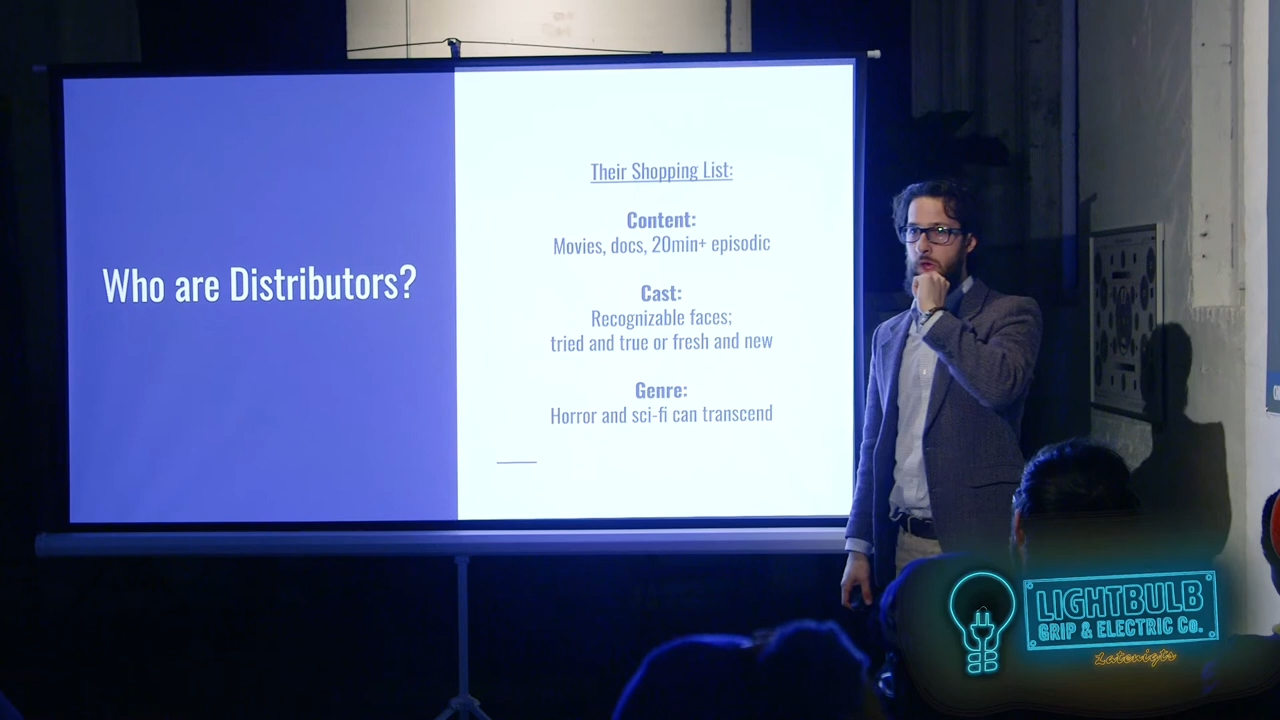 Who are Distributors?
Their Shopping List:
Content:
Movies, docs, 20min+ episodic
Cast:
Recognizable faces;
tried and true or fresh and new
Genre:
Horror and sci-fi can transcend
LIGHTBULB
GRIP & ELECTRIC Co.
Latenigts